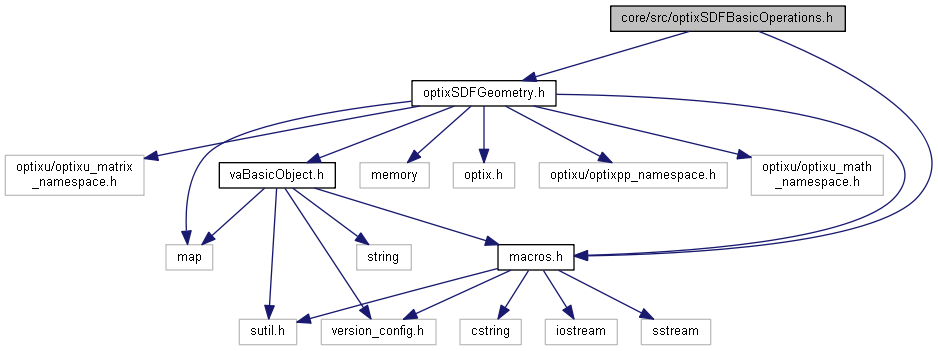 core/src/optixSDFBasicOperations.h
optixSDFGeometry.h
optixu/optixu_matrix
_namespace.h
vaBasicObject.h
memory
optix.h
optixu/optixpp_namespace.h
optixu/optixu_math
_namespace.h
map
string
macros.h
sutil.h
version_config.h
cstring
iostream
sstream